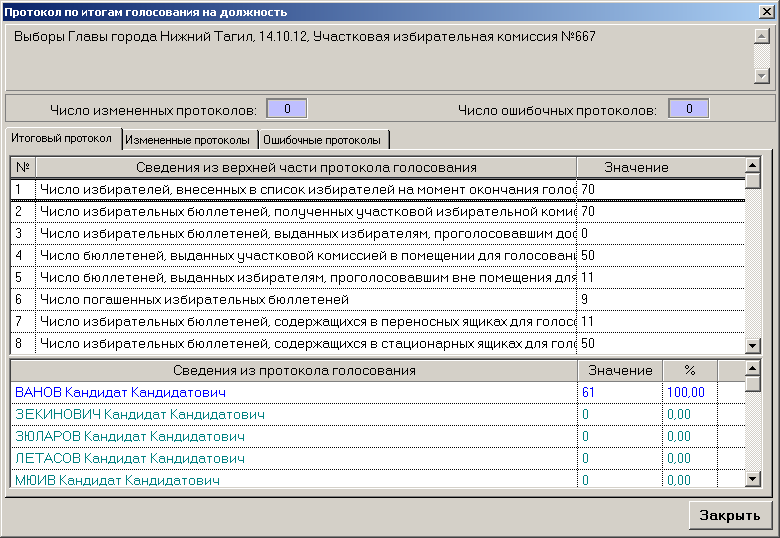 Протокол по итогам голосования на должность
Выборы Главы города Нижний Тагил, 14.10.12, Участковая избирательная комиссия №667
Число измененных протоколов: 0 Число ошибочных протоколов: 0
Итоговый протокол Измененные протоколы Ошибочные протоколы
№ Сведения из верхней части протокола голосования Значение
1 Число избирателей, внесенных в список избирателей на момент окончания голос 70
2 Число избирательных бюллетеней, полученных участковой избирательной комис 70
3 Число избирательных бюллетеней, выданных избирателям, проголосовавшим дос 0
4 Число бюллетеней, выданных участковой комиссией в помещении для голосовани 50
5 Число бюллетеней, выданных избирателям, проголосовавшим вне помещения для 11
6 Число погашенных избирательных бюллетеней 9
7 Число избирательных бюллетеней, содержащихся в переносных ящиках для голосо 11
8 Число избирательных бюллетеней, содержащихся в стационарных ящиках для голо 50
Сведения из протокола голосования Значение %
ВАНОВ Кандидат Кандидатович 61 100,00
ЗЕКИНОВИЧ Кандидат Кандидатович 0 0,00
ЗЮЛАРОВ Кандидат Кандидатович 0 0,00
ЛЕТАСОВ Кандидат Кандидатович 0 0,00
МЮИВ Кандидат Кандидатович 0 0,00
Закрыть